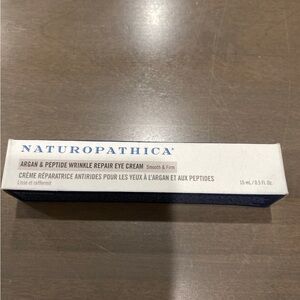 NATUROPATHICA®
ARGAN & PEPTIDE WRINKLE REPAIR EYE CREAM Smooth & Firm
CRÈME RÉPARATRICE ANTIRIDES POUR LES YEUX À L'ARGAN ET AUX PEPTIDES
Lisse et raffermit
15 mL / 0.5 Fl. Oz.